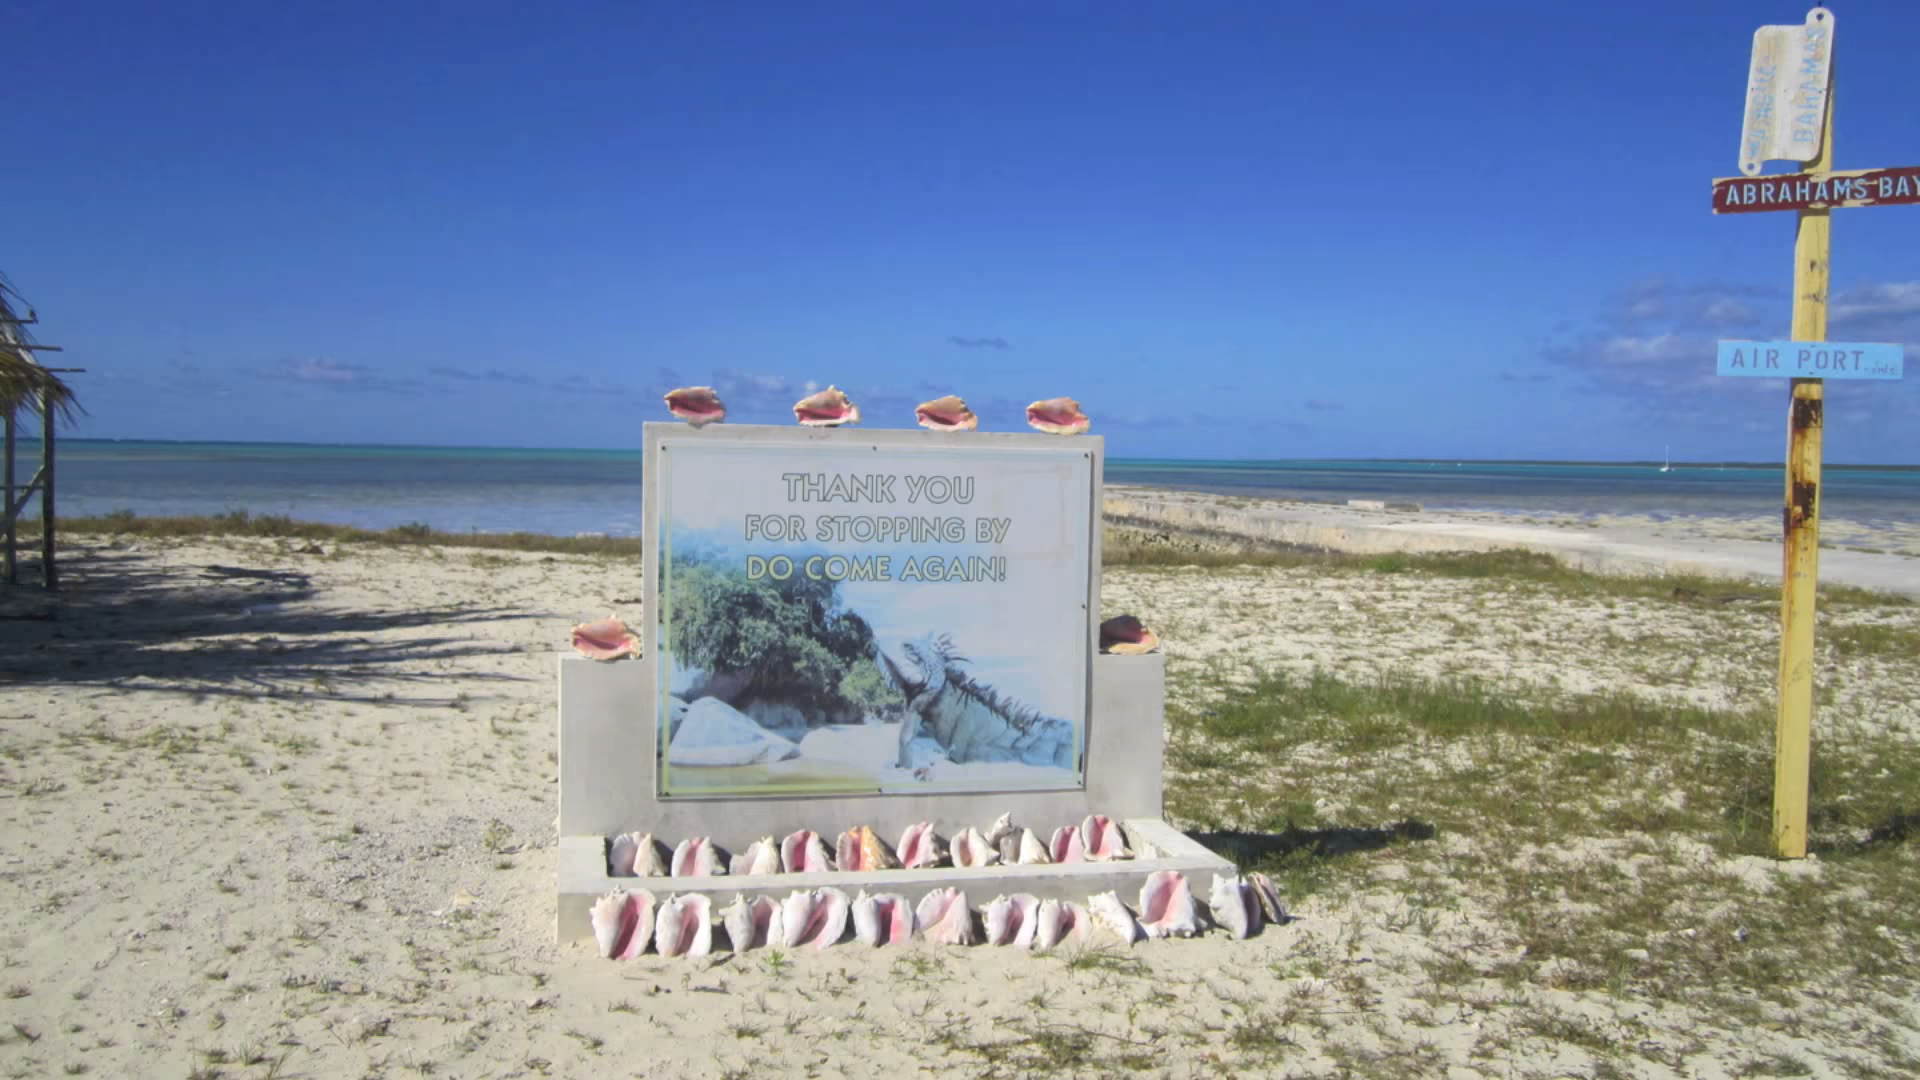 THANK YOU
FOR STOPPING BY
DO COME AGAIN!
BAHAMAS
ABRAHAMS BAY
AIR PORT